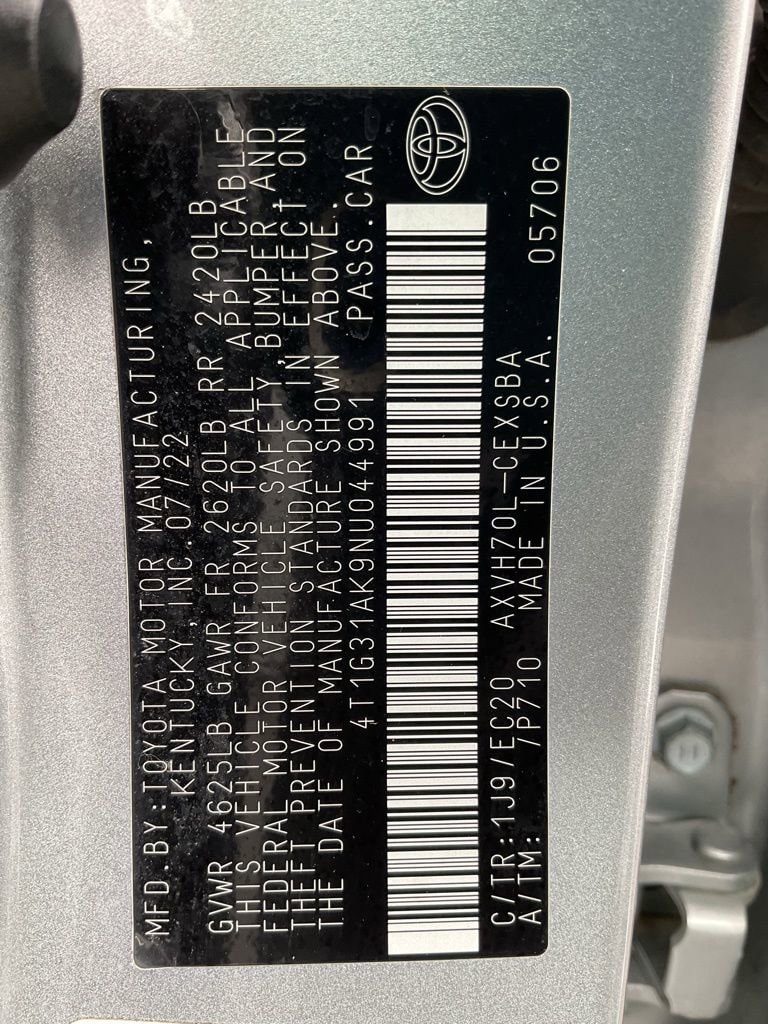 MFD.BY:TOYOTA MOTOR MANUFACTURING,
KENTUCKY,INC.07/22
GVWR 4625LB GAWR FR 2620LB RR 2420LB
THIS VEHICLE CONFORMS TO ALL APPLICABLE
FEDERAL MOTOR VEHICLE SAFETY,BUMPER,AND
THEFT PREVENTION STANDARDS IN EFFECT ON
THE DATE OF MANUFACTURE SHOWN ABOVE.
4T1G31AK9NU044991 PASS.CAR
C/TR:1J9/EC20 AXVH70L-CEXSBA 05706
A/TM: /P710 MADE IN U.S.A.